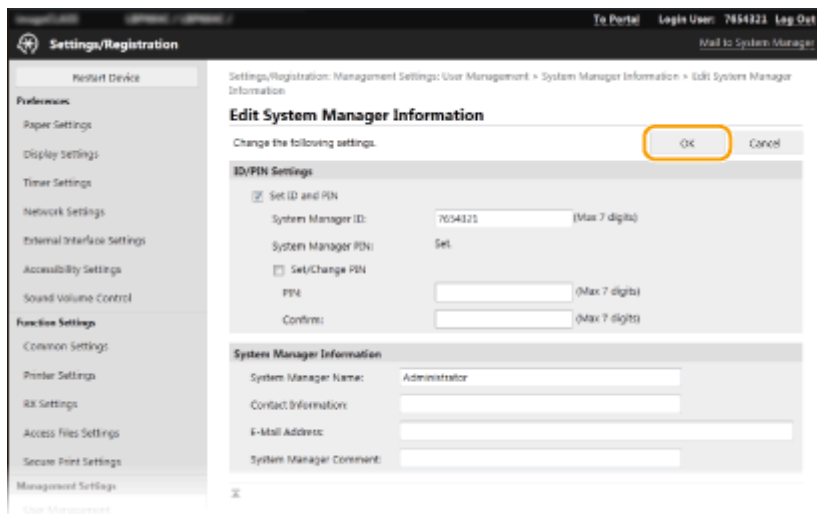 To Portal Login User: 7654321 Log Out
Settings/Registration
Mail to System Manager
Restart Device
Preferences
Paper Settings
Display Settings
Timer Settings
Network Settings
External Interface Settings
Accessibility Settings
Sound Volume Control
Function Settings
Common Settings
Printer Settings
RX Settings
Access Files Settings
Secure Print Settings
Management Settings
User Management
Settings/Registration: Management Settings: User Management > System Manager Information > Edit System Manager
Information
Edit System Manager Information
Change the following settings.
OK
Cancel
ID/PIN Settings
Set ID and PIN
System Manager ID: 7654321 (Max 7 digits)
System Manager PIN: Set.
Set/Change PIN
PIN: (Max 7 digits)
Confirm: (Max 7 digits)
System Manager Information
System Manager Name: Administrator
Contact Information:
E-Mail Address:
System Manager Comment: